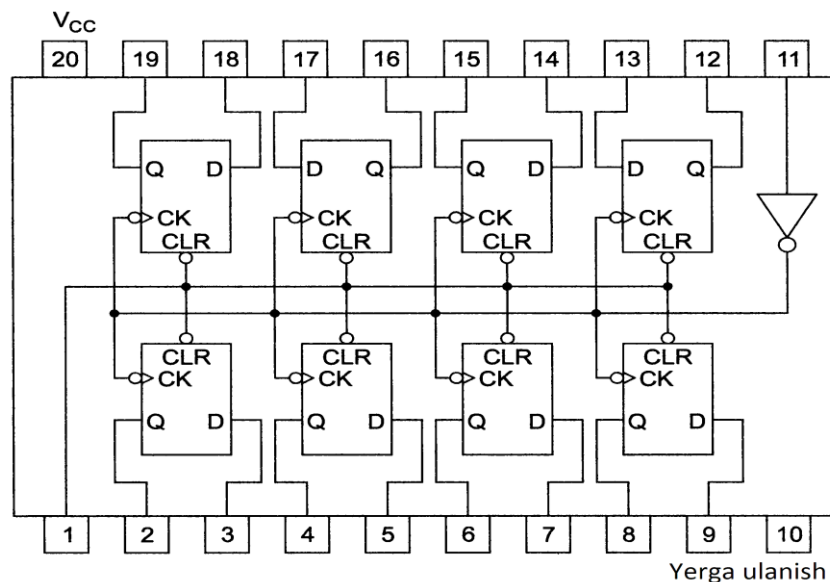 V_CC
20 19 18 17 16 15 14 13 12 11
Q D D Q Q D D Q
CK CK CK CK
CLR CLR CLR CLR
CLR CLR CLR CLR
CK CK CK CK
Q D Q D Q D Q D
1 2 3 4 5 6 7 8 9 10
Yerga ulanish